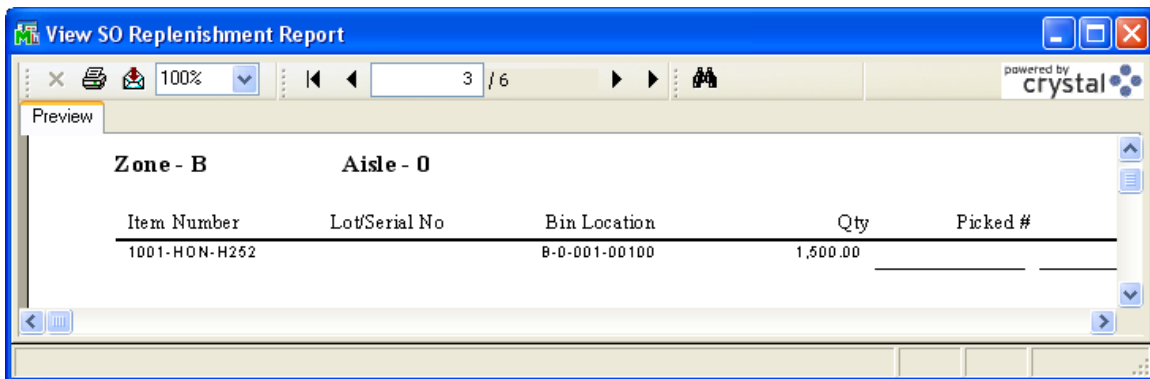 View SO Replenishment Report
100% 3 / 6 powered by crystal
Preview
Zone - B Aisle - 0
Item Number Lot/Serial No Bin Location Qty Picked #
1001-HON-H252 B-0-001-00100 1,500.00